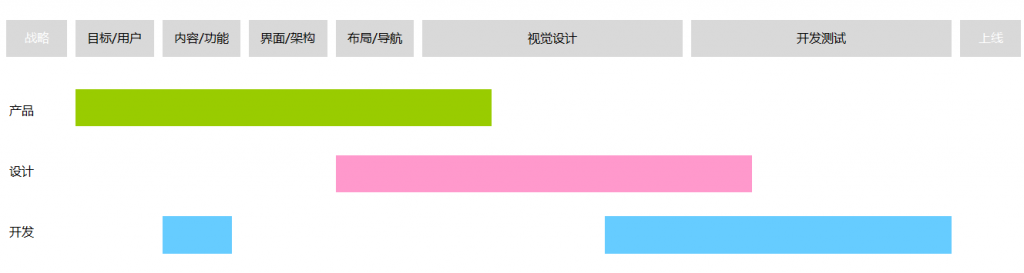 战略 目标/用户 内容/功能 界面/架构 布局/导航 视觉设计 开发测试 上线
产品
设计
开发